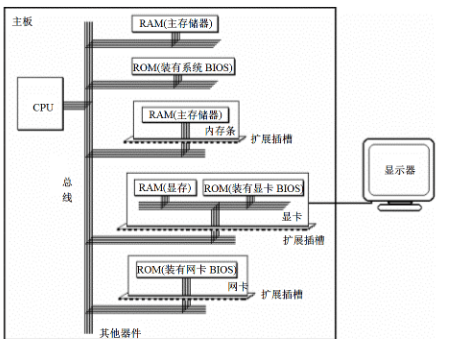 主板
RAM(主存储器)
ROM(装有系统 BIOS)
CPU
RAM(主存储器)
内存条
扩展插槽
总线
RAM(显存)
ROM(装有显卡 BIOS)
显卡
扩展插槽
显示器
ROM(装有网卡 BIOS)
网卡
扩展插槽
其他器件